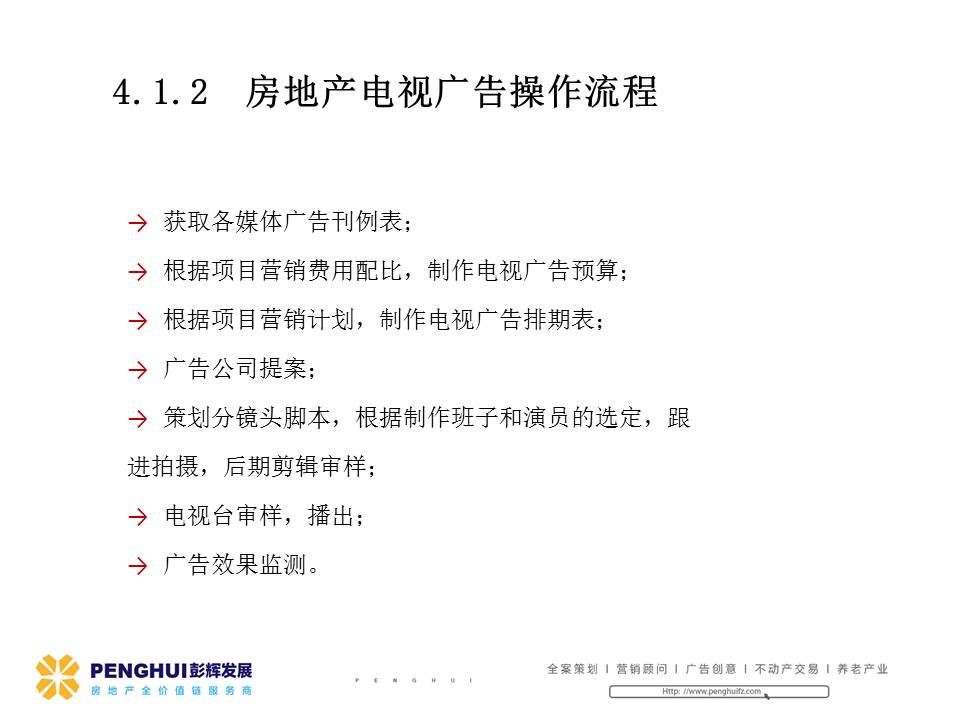 4.1.2 房地产电视广告操作流程
→ 获取各媒体广告刊例表；
→ 根据项目营销费用配比，制作电视广告预算；
→ 根据项目营销计划，制作电视广告排期表；
→ 广告公司提案；
→ 策划分镜头脚本，根据制作班子和演员的选定，跟
进拍摄，后期剪辑审样；
→ 电视台审样，播出；
→ 广告效果监测。
PENGHUI彭辉发展
房地产全价值链服务商
PENGHUI
全案策划 | 营销顾问 | 广告创意 | 不动产交易 | 养老产业
Http: //www.penghuifz.com